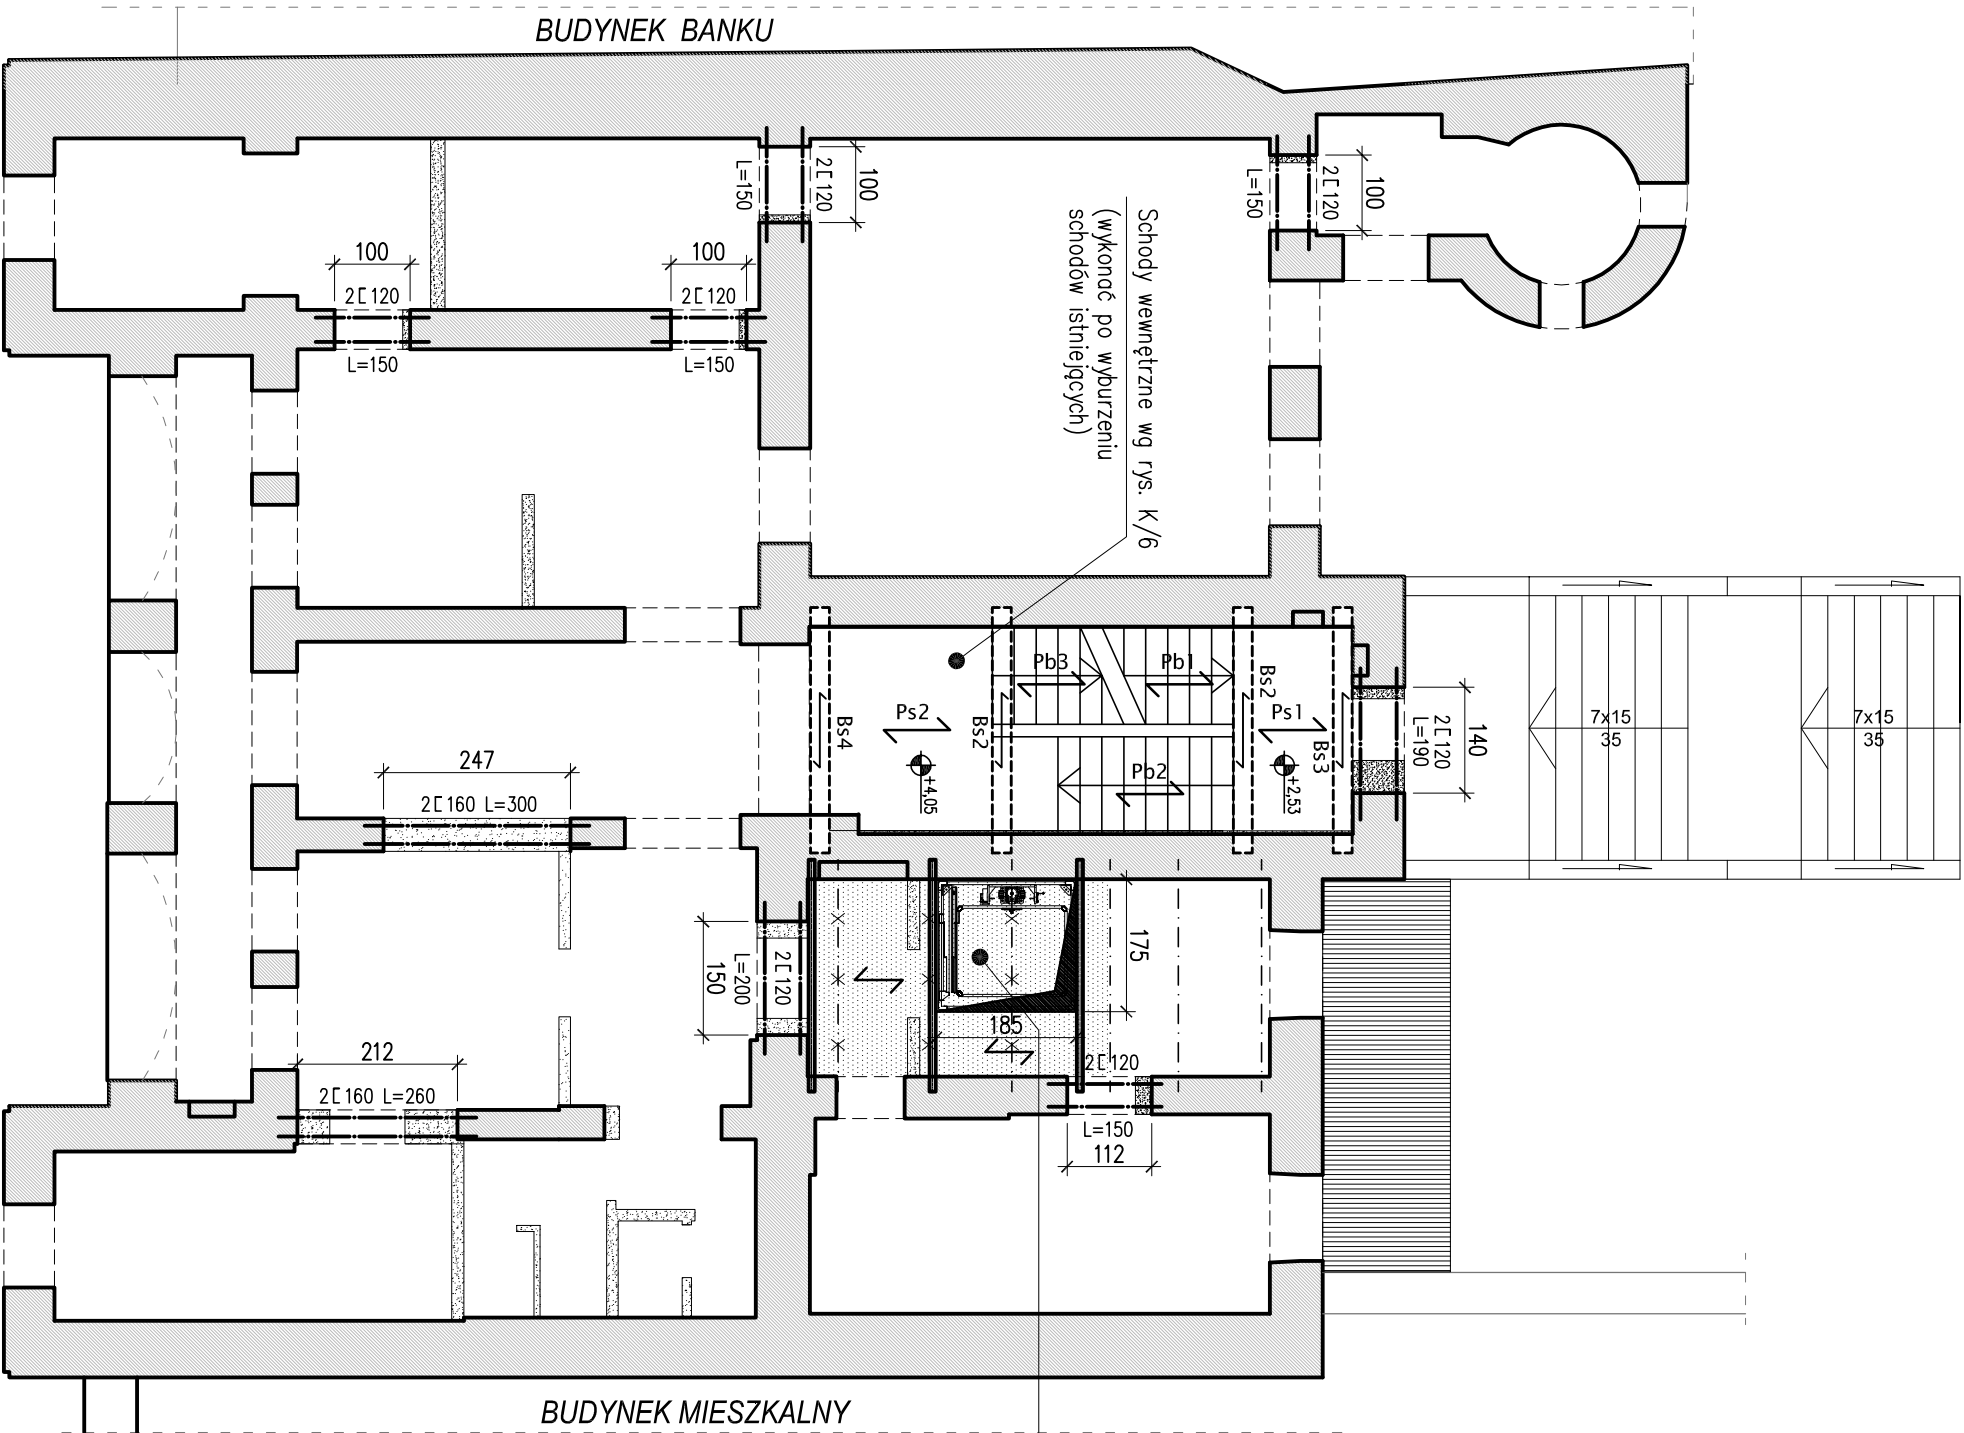 BUDYNEK BANKU
100
2[120
L=150
100
2[120
L=150
100
2[120
L=150
100
2[120
L=150
Schody wewnętrzne wg rys. K/6
(wykonać po wyburzeniu
schodów istniejących)
Pb3
Pb1
Bs2
Ps2
Bs4
Bs2
Ps1
Bs3
Pb2
+4,05
+2,53
140
2[120
L=190
7x15
35
7x15
35
247
2[160 L=300
175
185
2[120
L=200
150
2[120
L=150
112
212
2[160 L=260
BUDYNEK MIESZKALNY